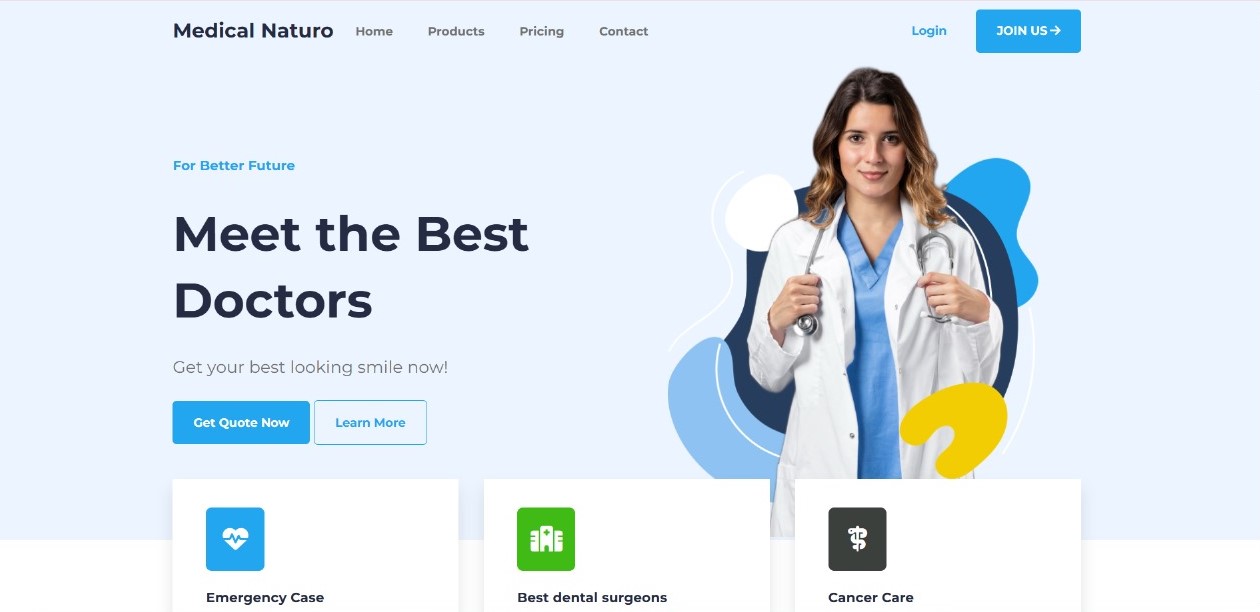 Medical Naturo Home Products Pricing Contact Login JOIN US →
For Better Future
Meet the Best
Doctors
Get your best looking smile now!
Get Quote Now Learn More
Emergency Case Best dental surgeons Cancer Care